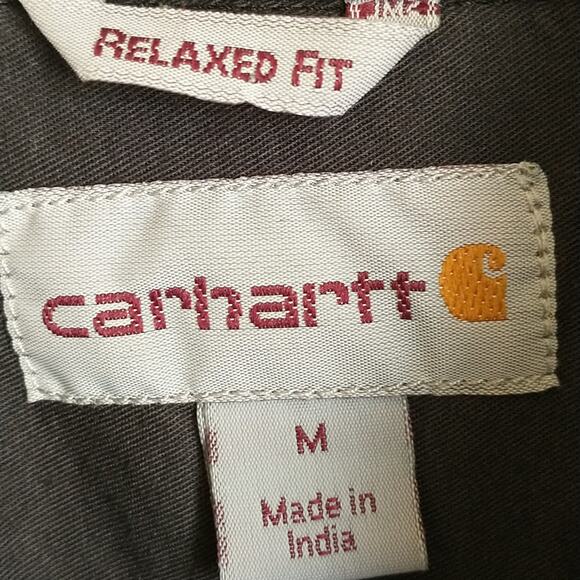 RELAXED FIT
carhartt
M
Made in
India